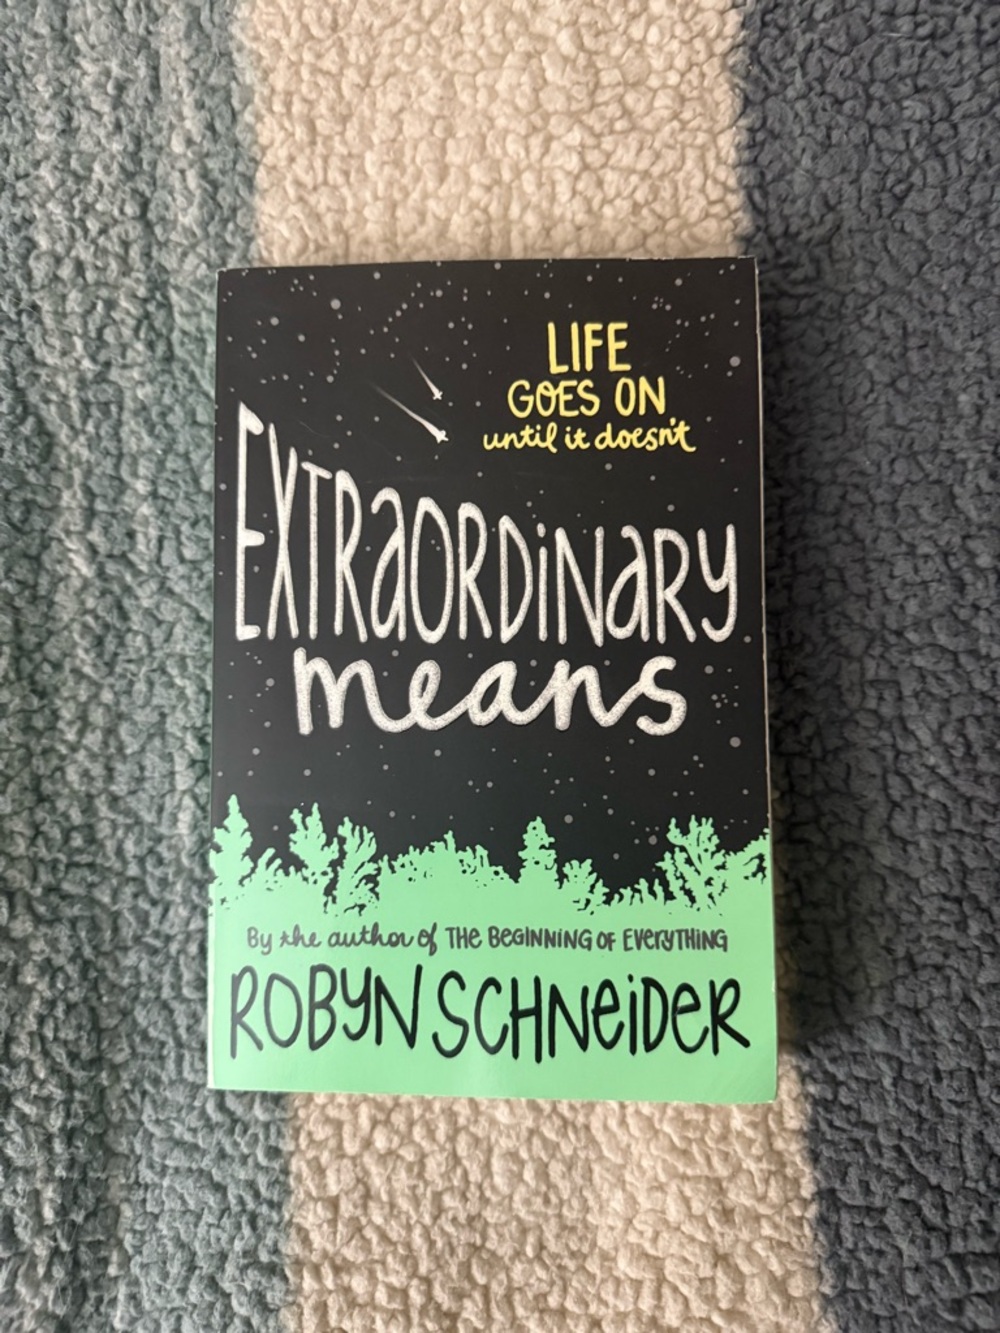 LIFE
GOES ON
until it doesn't
EXTRAORDINARY
means
By the author of THE BEGINNING OF EVERYTHING
ROBYN SCHNEIDER